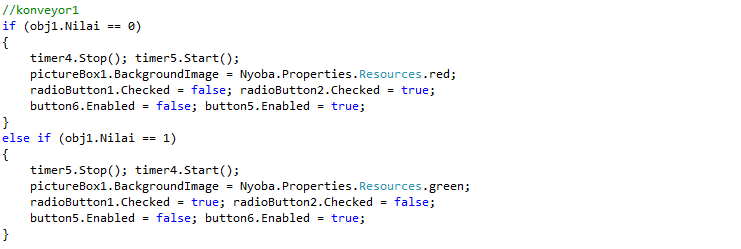 //konveyor1
if (obj1.Nilai == 0)
{
    timer4.Stop(); timer5.Start();
    pictureBox1.BackgroundImage = Nyoba.Properties.Resources.red;
    radioButton1.Checked = false; radioButton2.Checked = true;
    button6.Enabled = false; button5.Enabled = true;
}
else if (obj1.Nilai == 1)
{
    timer5.Stop(); timer4.Start();
    pictureBox1.BackgroundImage = Nyoba.Properties.Resources.green;
    radioButton1.Checked = true; radioButton2.Checked = false;
    button5.Enabled = false; button6.Enabled = true;
}